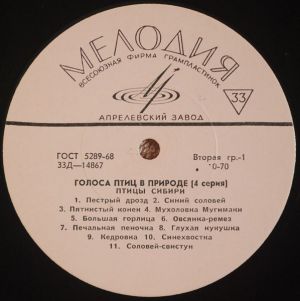 МЕЛОДИЯ
ВСЕСОЮЗНАЯ ФИРМА ГРАМПЛАСТИНОК
33
АПРЕЛЕВСКИЙ ЗАВОД
ГОСТ 5289-68
Вторая гр.-1
33Д—14867
0-70
ГОЛОСА ПТИЦ В ПРИРОДЕ (4 серия)
ПТИЦЫ СИБИРИ
1. Пестрый дрозд 2. Синий соловей
3. Пятнистый конек 4. Мухоловка Мугимаки
5. Большая горлица 6. Овсянка-ремез
7. Печальная пеночка 8. Глухая кукушка
9. Кедровка 10. Синехвостка
11. Соловей-свистун